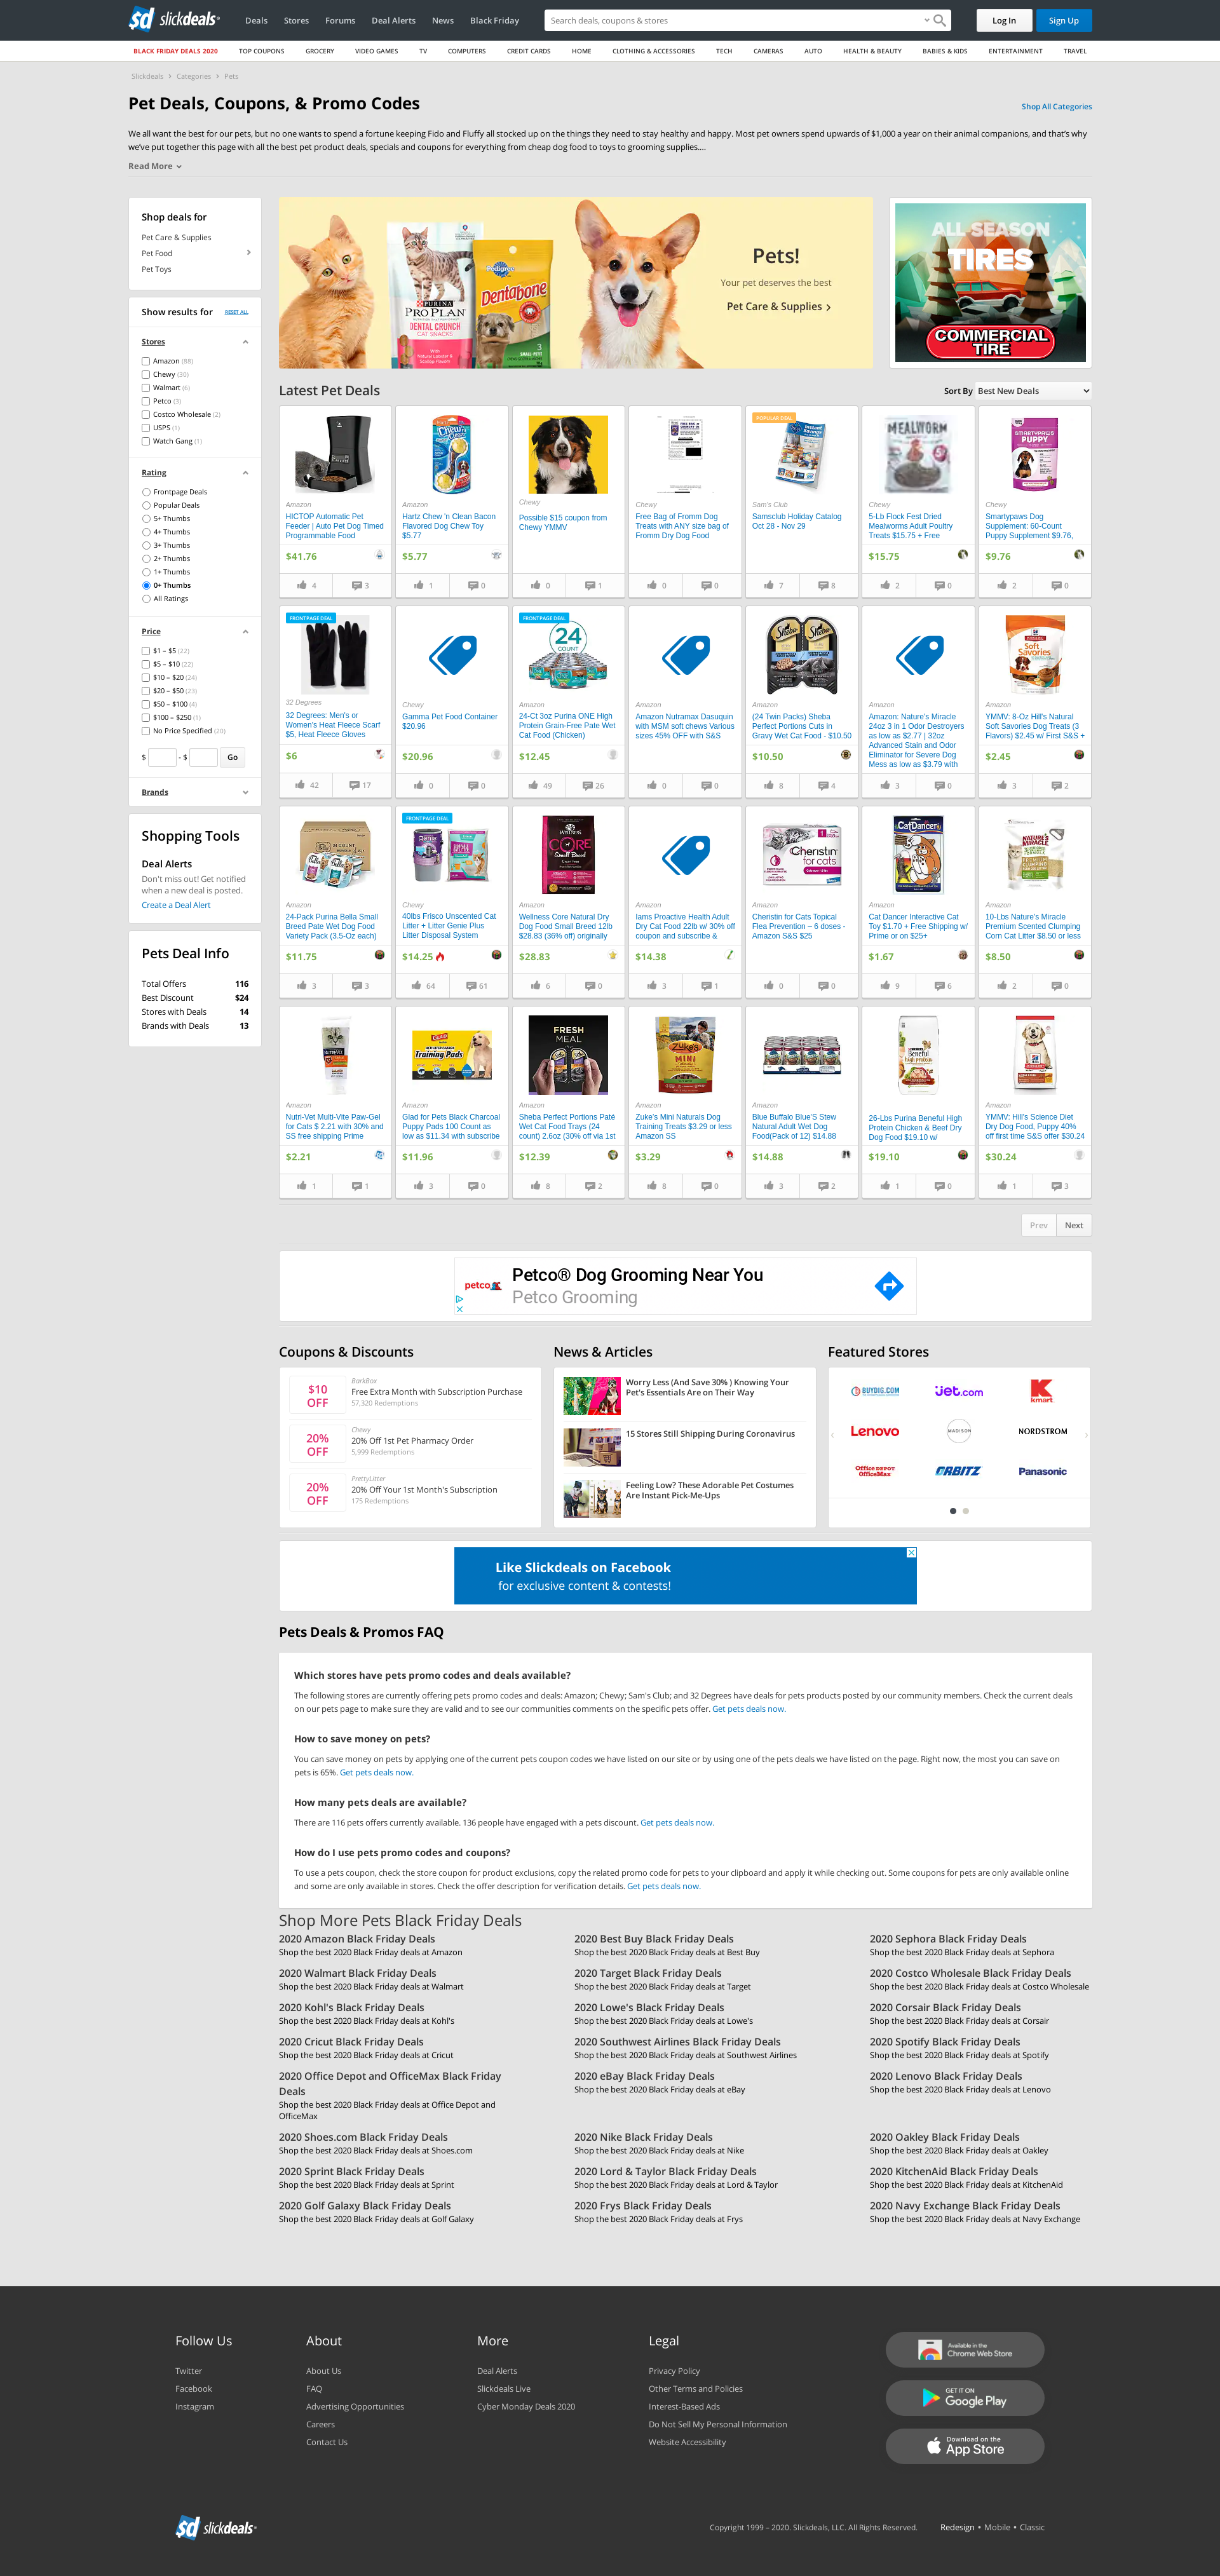 slickdeals
Deals
Stores
Forums
Deal Alerts
News
Black Friday
Search deals, coupons & stores
Log In
Sign Up
BLACK FRIDAY DEALS 2020
TOP COUPONS
GROCERY
VIDEO GAMES
TV
COMPUTERS
CREDIT CARDS
HOME
CLOTHING & ACCESSORIES
TECH
CAMERAS
AUTO
HEALTH & BEAUTY
BABIES & KIDS
ENTERTAINMENT
TRAVEL
Slickdeals › Categories › Pets
Pet Deals, Coupons, & Promo Codes
Shop All Categories
We all want the best for our pets, but no one wants to spend a fortune keeping Fido and Fluffy all stocked up on the things they need to stay healthy and happy. Most pet owners spend upwards of $1,000 a year on their animal companions, and that's why
we've put together this page with all the best pet product deals, specials and coupons for everything from cheap dog food to toys to grooming supplies....
Read More
Shop deals for
Pet Care & Supplies
Pet Food
Pet Toys
Show results for
RESET ALL
Stores
Amazon (88)
Chewy (30)
Walmart (6)
Petco (3)
Costco Wholesale (2)
USPS (1)
Watch Gang (1)
Rating
Frontpage Deals
Popular Deals
5+ Thumbs
4+ Thumbs
3+ Thumbs
2+ Thumbs
1+ Thumbs
0+ Thumbs
All Ratings
Price
$1 – $5 (22)
$5 – $10 (22)
$10 – $20 (24)
$20 – $50 (23)
$50 – $100 (4)
$100 – $250 (1)
No Price Specified (20)
$ - $ Go
Brands
Shopping Tools
Deal Alerts
Don't miss out! Get notified
when a new deal is posted.
Create a Deal Alert
Pets Deal Info
Total Offers 116
Best Discount $24
Stores with Deals 14
Brands with Deals 13
PURINA
PRO PLAN
DENTAL CRUNCH
CAT SNACKS
Pedigree
Dentabone
Pets!
Your pet deserves the best
Pet Care & Supplies
ALL SEASON
TIRES
COMMERCIAL
TIRE
Latest Pet Deals
Sort By Best New Deals
Amazon
HICTOP Automatic Pet
Feeder | Auto Pet Dog Timed
Programmable Food
$41.76
4 3
Amazon
Hartz Chew 'n Clean Bacon
Flavored Dog Chew Toy
$5.77
$5.77
1 0
Chewy
Possible $15 coupon from
Chewy YMMV
0 1
Chewy
Free Bag of Fromm Dog
Treats with ANY size bag of
Fromm Dry Dog Food
0 0
POPULAR DEAL
Sam's Club
Samsclub Holiday Catalog
Oct 28 - Nov 29
7 8
MEALWORM
Chewy
5-Lb Flock Fest Dried
Mealworms Adult Poultry
Treats $15.75 + Free
$15.75
2 0
SMARTYPAWS
PUPPY
Chewy
Smartypaws Dog
Supplement: 60-Count
Puppy Supplement $9.76,
$9.76
2 0
FRONTPAGE DEAL
32 Degrees
32 Degrees: Men's or
Women's Heat Fleece Scarf
$5, Heat Fleece Gloves
$6
42 17
Chewy
Gamma Pet Food Container
$20.96
$20.96
0 0
FRONTPAGE DEAL
24
COUNT
Amazon
24-Ct 3oz Purina ONE High
Protein Grain-Free Pate Wet
Cat Food (Chicken)
$12.45
49 26
Amazon
Amazon Nutramax Dasuquin
with MSM soft chews Various
sizes 45% OFF with S&S
0 0
Sheba
Amazon
(24 Twin Packs) Sheba
Perfect Portions Cuts in
Gravy Wet Cat Food - $10.50
$10.50
8 4
Amazon
Amazon: Nature's Miracle
24oz 3 in 1 Odor Destroyers
as low as $2.77 | 32oz
Advanced Stain and Odor
Eliminator for Severe Dog
Mess as low as $3.79 with
3 0
Soft
Savories
Amazon
YMMV: 8-Oz Hill's Natural
Soft Savories Dog Treats (3
Flavors) $2.45 w/ First S&S +
$2.45
3 2
Amazon
24-Pack Purina Bella Small
Breed Pate Wet Dog Food
Variety Pack (3.5-Oz each)
$11.75
3 3
FRONTPAGE DEAL
Chewy
40lbs Frisco Unscented Cat
Litter + Litter Genie Plus
Litter Disposal System
$14.25
64 61
WELLNESS
CORE
Small Breed
Amazon
Wellness Core Natural Dry
Dog Food Small Breed 12lb
$28.83 (36% off) originally
$28.83
6 0
Amazon
Iams Proactive Health Adult
Dry Cat Food 22lb w/ 30% off
coupon and subscribe &
$14.38
3 1
Cheristin
for cats
Amazon
Cheristin for Cats Topical
Flea Prevention – 6 doses -
Amazon S&S $25
0 0
CatDancer
Amazon
Cat Dancer Interactive Cat
Toy $1.70 + Free Shipping w/
Prime or on $25+
$1.67
9 6
NATURE'S
MIRACLE
Amazon
10-Lbs Nature's Miracle
Premium Scented Clumping
Corn Cat Litter $8.50 or less
$8.50
2 0
Amazon
Nutri-Vet Multi-Vite Paw-Gel
for Cats $ 2.21 with 30% and
SS free shipping Prime
$2.21
1 1
Glad
Training Pads
Amazon
Glad for Pets Black Charcoal
Puppy Pads 100 Count as
low as $11.34 with subscribe
$11.96
3 0
FRESH
MEAL
Amazon
Sheba Perfect Portions Paté
Wet Cat Food Trays (24
count) 2.6oz (30% off via 1st
$12.39
8 2
Zuke's
MINI
Amazon
Zuke's Mini Naturals Dog
Training Treats $3.29 or less
Amazon SS
$3.29
8 0
Amazon
Blue Buffalo Blue'S Stew
Natural Adult Wet Dog
Food(Pack of 12) $14.88
$14.88
3 2
Beneful
high protein
26-Lbs Purina Beneful High
Protein Chicken & Beef Dry
Dog Food $19.10 w/
$19.10
1 0
Amazon
YMMV: Hill's Science Diet
Dry Dog Food, Puppy 40%
off first time S&S offer $30.24
$30.24
1 3
Prev
Next
petco
Petco® Dog Grooming Near You
Petco Grooming
Coupons & Discounts
$10
OFF
BarkBox
Free Extra Month with Subscription Purchase
57,320 Redemptions
20%
OFF
Chewy
20% Off 1st Pet Pharmacy Order
5,999 Redemptions
20%
OFF
PrettyLitter
20% Off Your 1st Month's Subscription
175 Redemptions
News & Articles
Worry Less (And Save 30% ) Knowing Your
Pet's Essentials Are on Their Way
15 Stores Still Shipping During Coronavirus
Feeling Low? These Adorable Pet Costumes
Are Instant Pick-Me-Ups
Featured Stores
BUYDIG.COM
jet.com
kmart
Lenovo
MADISON
NORDSTROM
Office DEPOT
OfficeMax
ORBITZ
Panasonic
Like Slickdeals on Facebook
for exclusive content & contests!
Pets Deals & Promos FAQ
Which stores have pets promo codes and deals available?
The following stores are currently offering pets promo codes and deals: Amazon; Chewy; Sam's Club; and 32 Degrees have deals for pets products posted by our community members. Check the current deals
on our pets page to make sure they are valid and to see our communities comments on the specific pets offer. Get pets deals now.
How to save money on pets?
You can save money on pets by applying one of the current pets coupon codes we have listed on our site or by using one of the pets deals we have listed on the page. Right now, the most you can save on
pets is 65%. Get pets deals now.
How many pets deals are available?
There are 116 pets offers currently available. 136 people have engaged with a pets discount. Get pets deals now.
How do I use pets promo codes and coupons?
To use a pets coupon, check the store coupon for product exclusions, copy the related promo code for pets to your clipboard and apply it while checking out. Some coupons for pets are only available online
and some are only available in stores. Check the offer description for verification details. Get pets deals now.
Shop More Pets Black Friday Deals
2020 Amazon Black Friday Deals
Shop the best 2020 Black Friday deals at Amazon
2020 Best Buy Black Friday Deals
Shop the best 2020 Black Friday deals at Best Buy
2020 Sephora Black Friday Deals
Shop the best 2020 Black Friday deals at Sephora
2020 Walmart Black Friday Deals
Shop the best 2020 Black Friday deals at Walmart
2020 Target Black Friday Deals
Shop the best 2020 Black Friday deals at Target
2020 Costco Wholesale Black Friday Deals
Shop the best 2020 Black Friday deals at Costco Wholesale
2020 Kohl's Black Friday Deals
Shop the best 2020 Black Friday deals at Kohl's
2020 Lowe's Black Friday Deals
Shop the best 2020 Black Friday deals at Lowe's
2020 Corsair Black Friday Deals
Shop the best 2020 Black Friday deals at Corsair
2020 Cricut Black Friday Deals
Shop the best 2020 Black Friday deals at Cricut
2020 Southwest Airlines Black Friday Deals
Shop the best 2020 Black Friday deals at Southwest Airlines
2020 Spotify Black Friday Deals
Shop the best 2020 Black Friday deals at Spotify
2020 Office Depot and OfficeMax Black Friday
Deals
Shop the best 2020 Black Friday deals at Office Depot and
OfficeMax
2020 eBay Black Friday Deals
Shop the best 2020 Black Friday deals at eBay
2020 Lenovo Black Friday Deals
Shop the best 2020 Black Friday deals at Lenovo
2020 Shoes.com Black Friday Deals
Shop the best 2020 Black Friday deals at Shoes.com
2020 Nike Black Friday Deals
Shop the best 2020 Black Friday deals at Nike
2020 Oakley Black Friday Deals
Shop the best 2020 Black Friday deals at Oakley
2020 Sprint Black Friday Deals
Shop the best 2020 Black Friday deals at Sprint
2020 Lord & Taylor Black Friday Deals
Shop the best 2020 Black Friday deals at Lord & Taylor
2020 KitchenAid Black Friday Deals
Shop the best 2020 Black Friday deals at KitchenAid
2020 Golf Galaxy Black Friday Deals
Shop the best 2020 Black Friday deals at Golf Galaxy
2020 Frys Black Friday Deals
Shop the best 2020 Black Friday deals at Frys
2020 Navy Exchange Black Friday Deals
Shop the best 2020 Black Friday deals at Navy Exchange
Follow Us
Twitter
Facebook
Instagram
About
About Us
FAQ
Advertising Opportunities
Careers
Contact Us
More
Deal Alerts
Slickdeals Live
Cyber Monday Deals 2020
Legal
Privacy Policy
Other Terms and Policies
Interest-Based Ads
Do Not Sell My Personal Information
Website Accessibility
Available in the
Chrome Web Store
GET IT ON
Google Play
Download on the
App Store
slickdeals
Copyright 1999 – 2020. Slickdeals, LLC. All Rights Reserved.
Redesign • Mobile • Classic